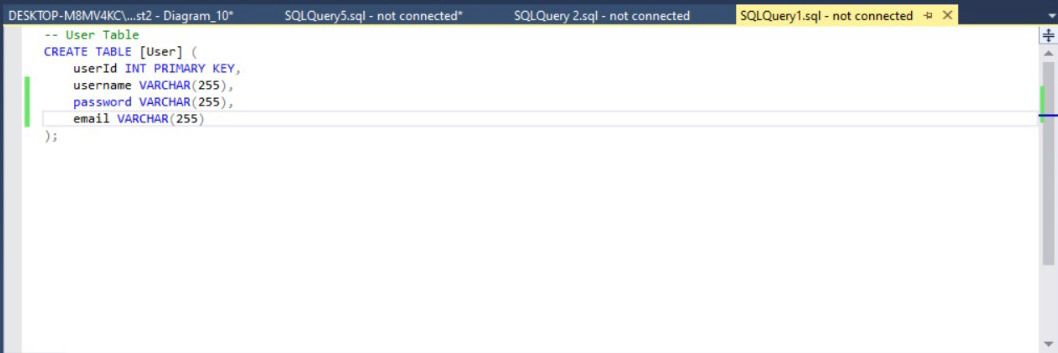 DESKTOP-M8MV4KC\...st2 - Diagram_10* SQLQuery5.sql - not connected* SQLQuery 2.sql - not connected SQLQuery1.sql - not connected
-- User Table
CREATE TABLE [User] (
    userId INT PRIMARY KEY,
    username VARCHAR(255),
    password VARCHAR(255),
    email VARCHAR(255)
);